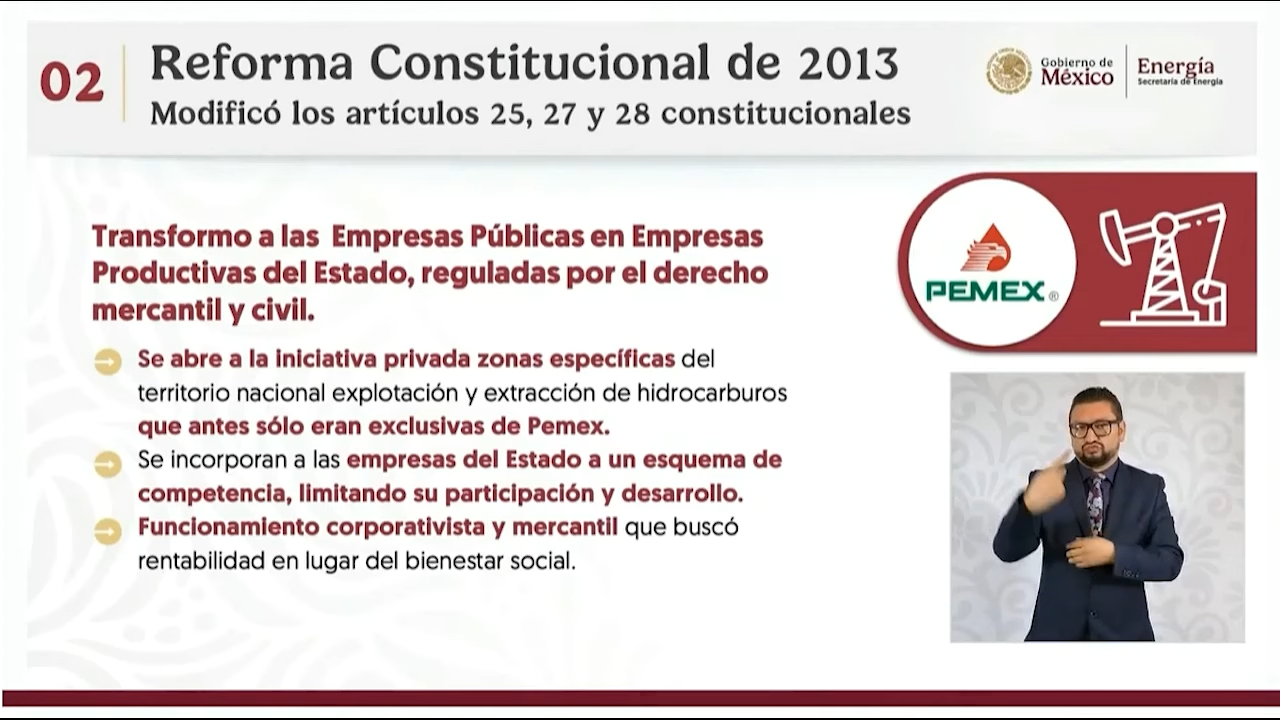 02
Reforma Constitucional de 2013
Modificó los artículos 25, 27 y 28 constitucionales
Gobierno de
México
Energía
Secretaría de Energía
Transformo a las Empresas Públicas en Empresas
Productivas del Estado, reguladas por el derecho
mercantil y civil.
PEMEX®
Se abre a la iniciativa privada zonas específicas del
territorio nacional explotación y extracción de hidrocarburos
que antes sólo eran exclusivas de Pemex.
Se incorporan a las empresas del Estado a un esquema de
competencia, limitando su participación y desarrollo.
Funcionamiento corporativista y mercantil que buscó
rentabilidad en lugar del bienestar social.